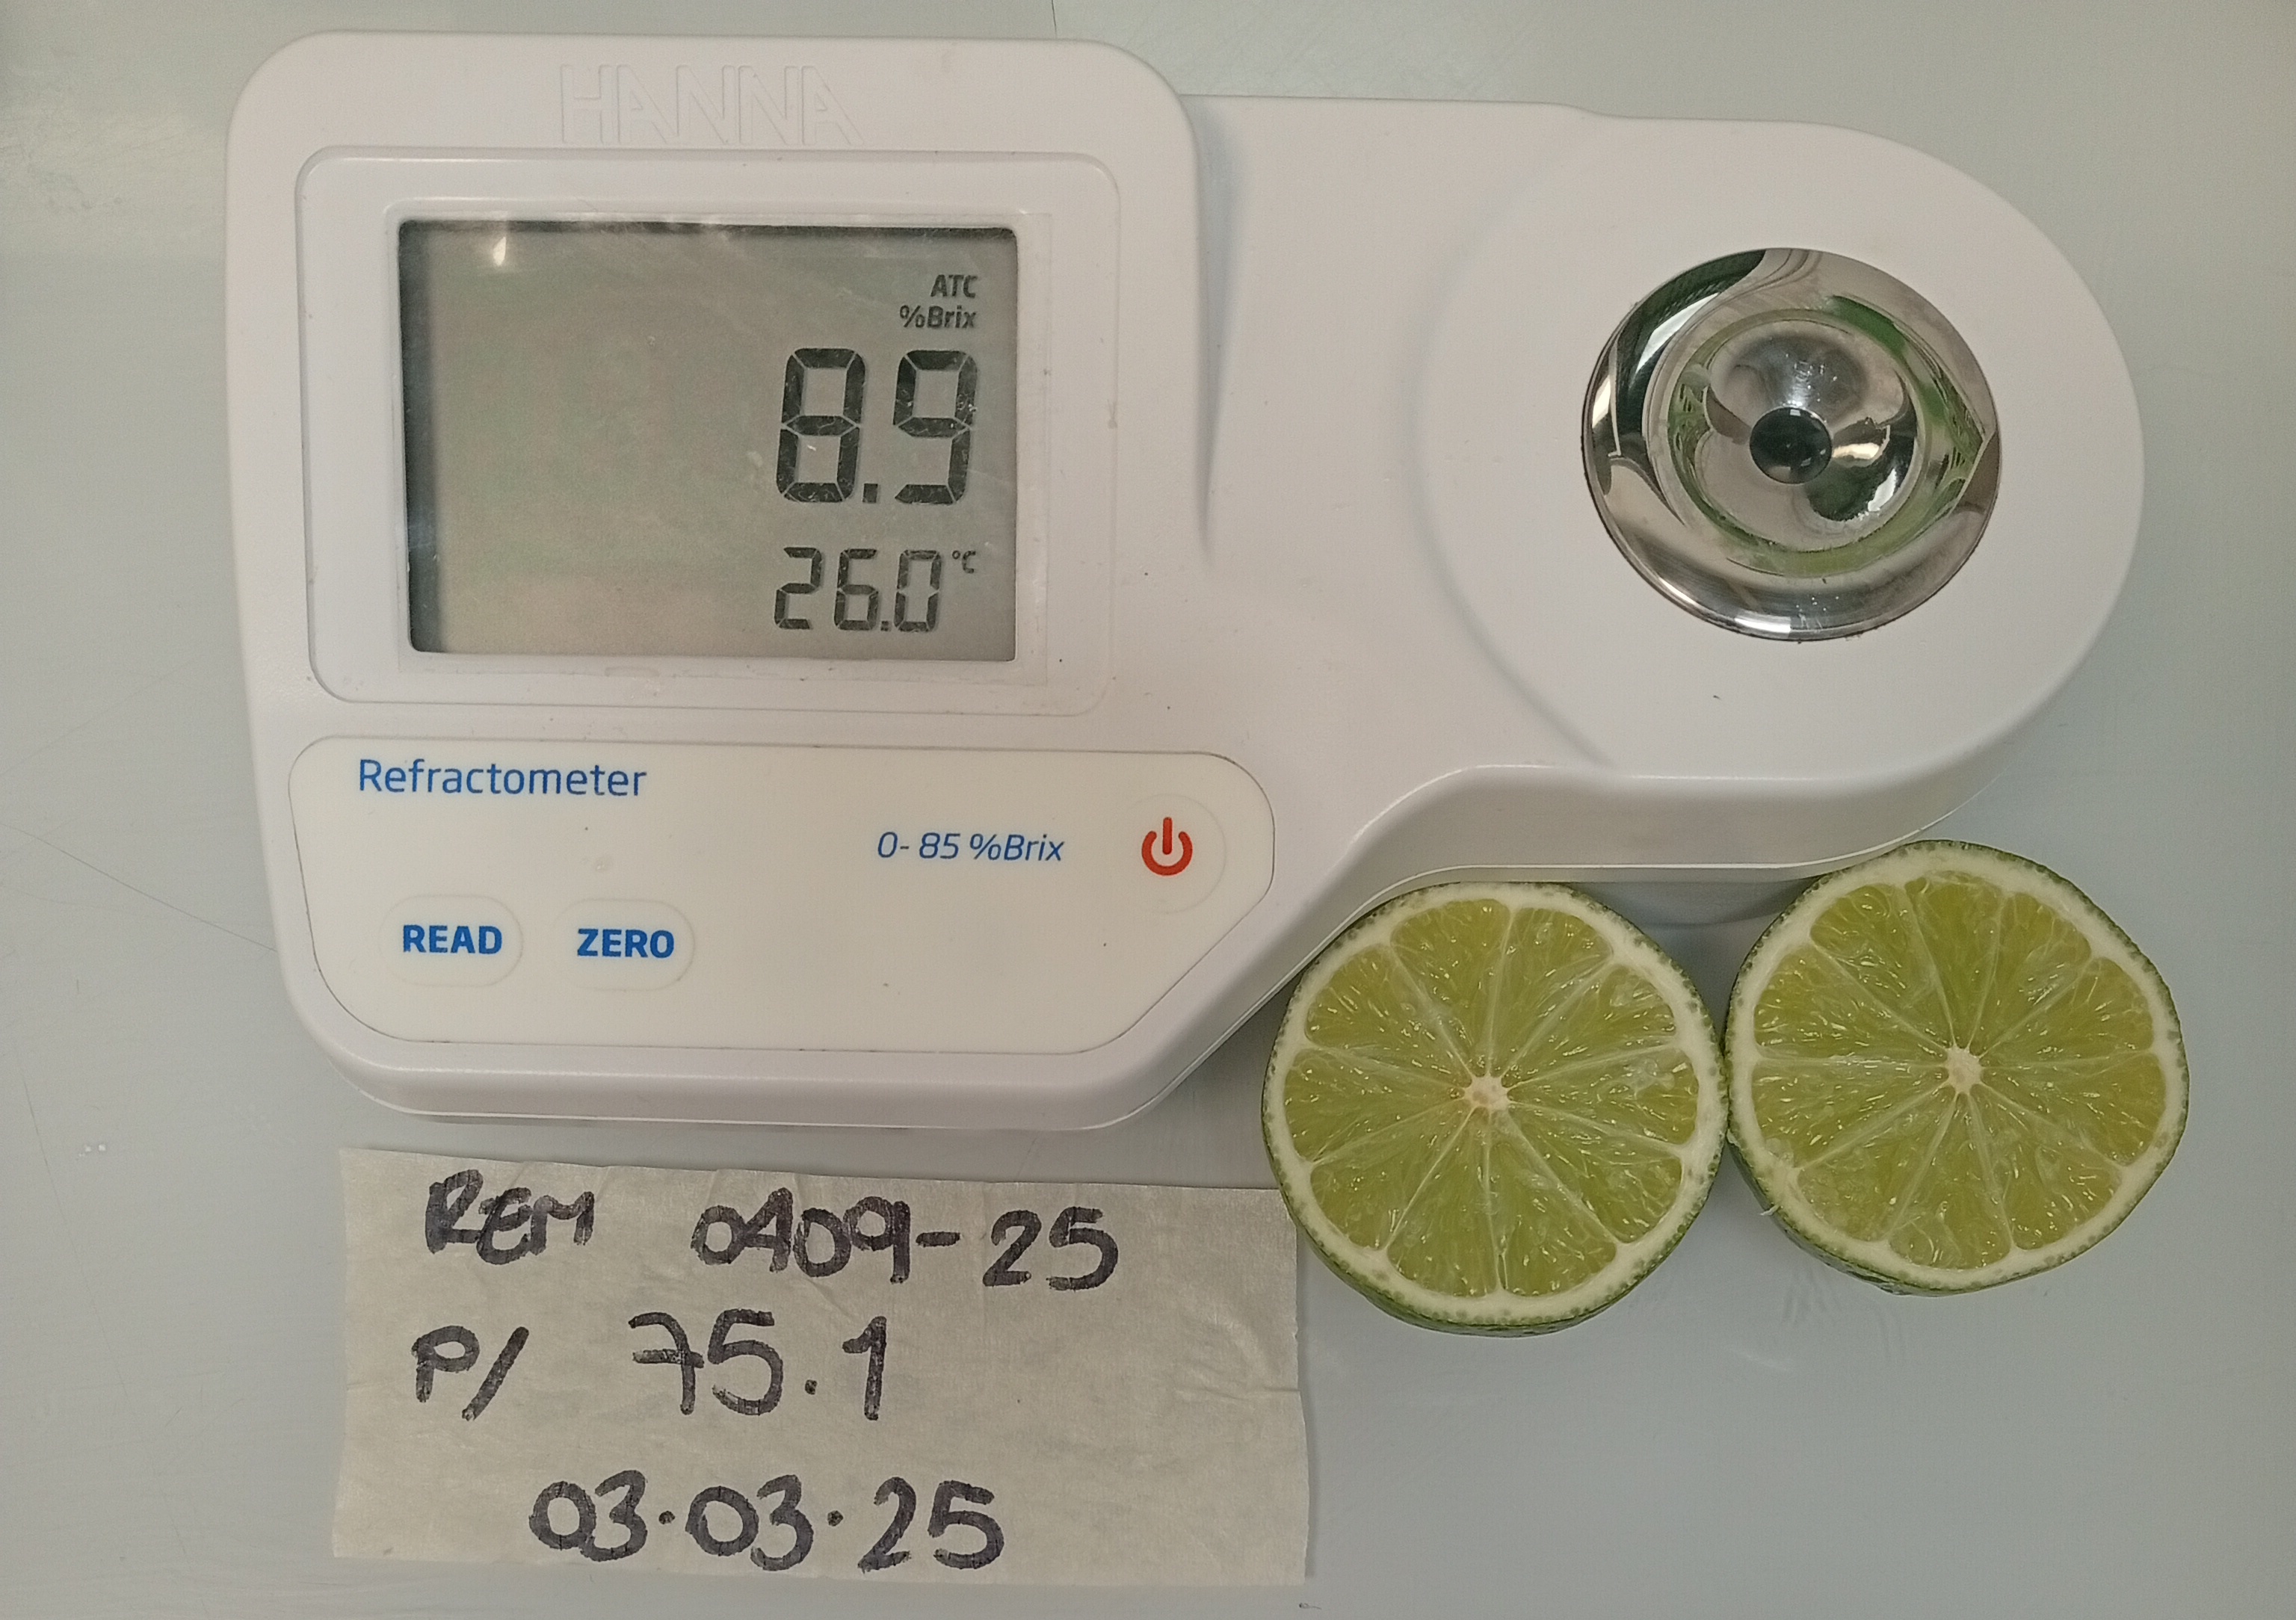 HANNA
ATC
%Brix
8.9
26.0 °C
Refractometer
0- 85 %Brix
READ ZERO
REM 0409-25
P/ 75.1
03.03.25